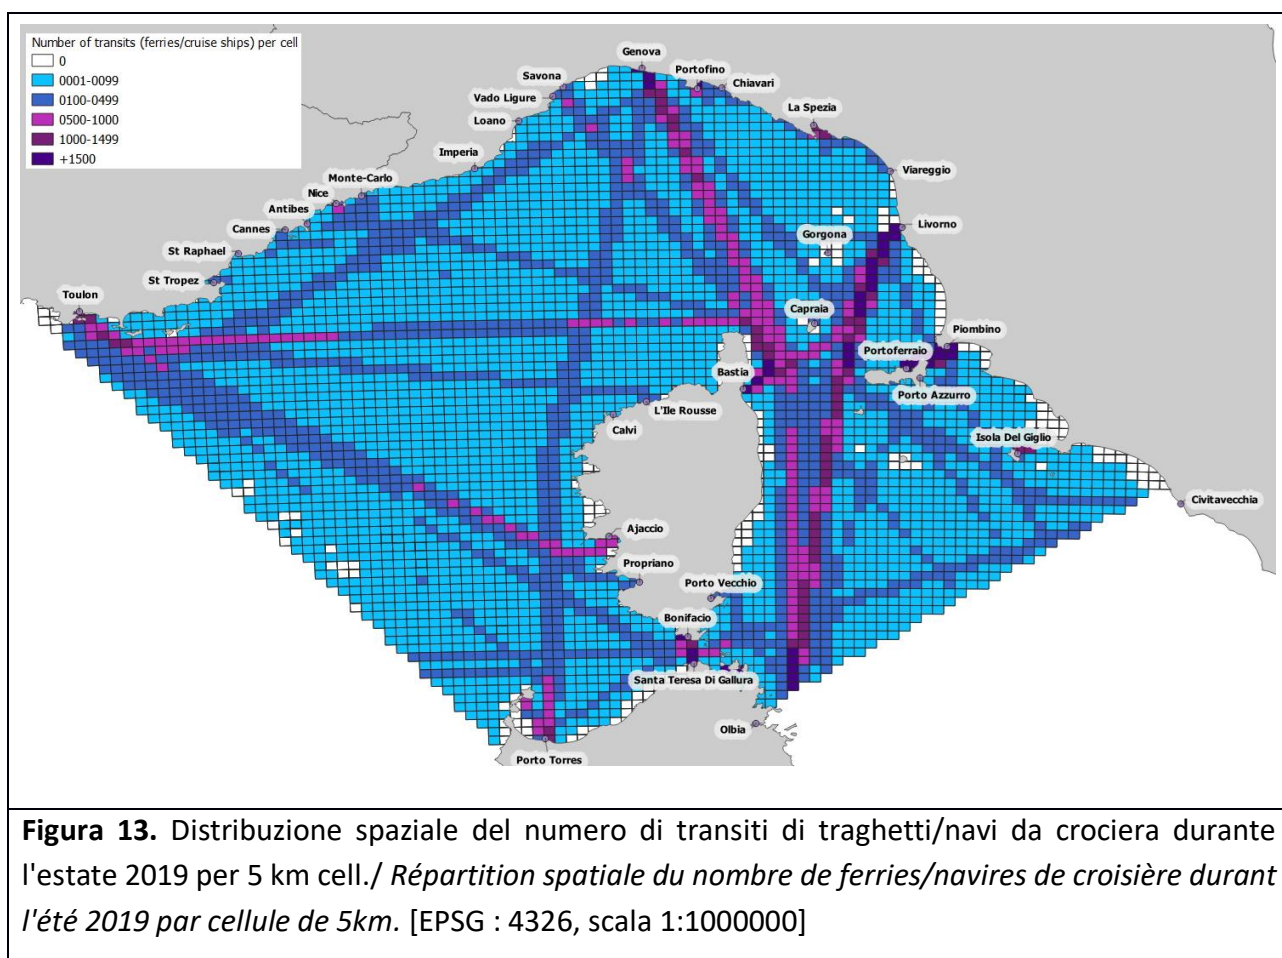 Number of transits (ferries/cruise ships) per cell
0
0001-0099
0100-0499
0500-1000
1000-1499
+1500
Genova
Portofino
Savona
Chiavari
Vado Ligure
La Spezia
Loano
Imperia
Viareggio
Monte-Carlo
Nice
Antibes
Cannes
Livorno
Gorgona
St Raphael
St Tropez
Toulon
Capraia
Piombino
Portoferraio
Bastia
Porto Azzurro
L'Ile Rousse
Calvi
Isola Del Giglio
Civitavecchia
Ajaccio
Propriano
Porto Vecchio
Bonifacio
Santa Teresa Di Gallura
Olbia
Porto Torres
Figura 13. Distribuzione spaziale del numero di transiti di traghetti/navi da crociera durante
l'estate 2019 per 5 km cell./ Répartition spatiale du nombre de ferries/navires de croisière durant
l'été 2019 par cellule de 5km. [EPSG : 4326, scala 1:1000000]